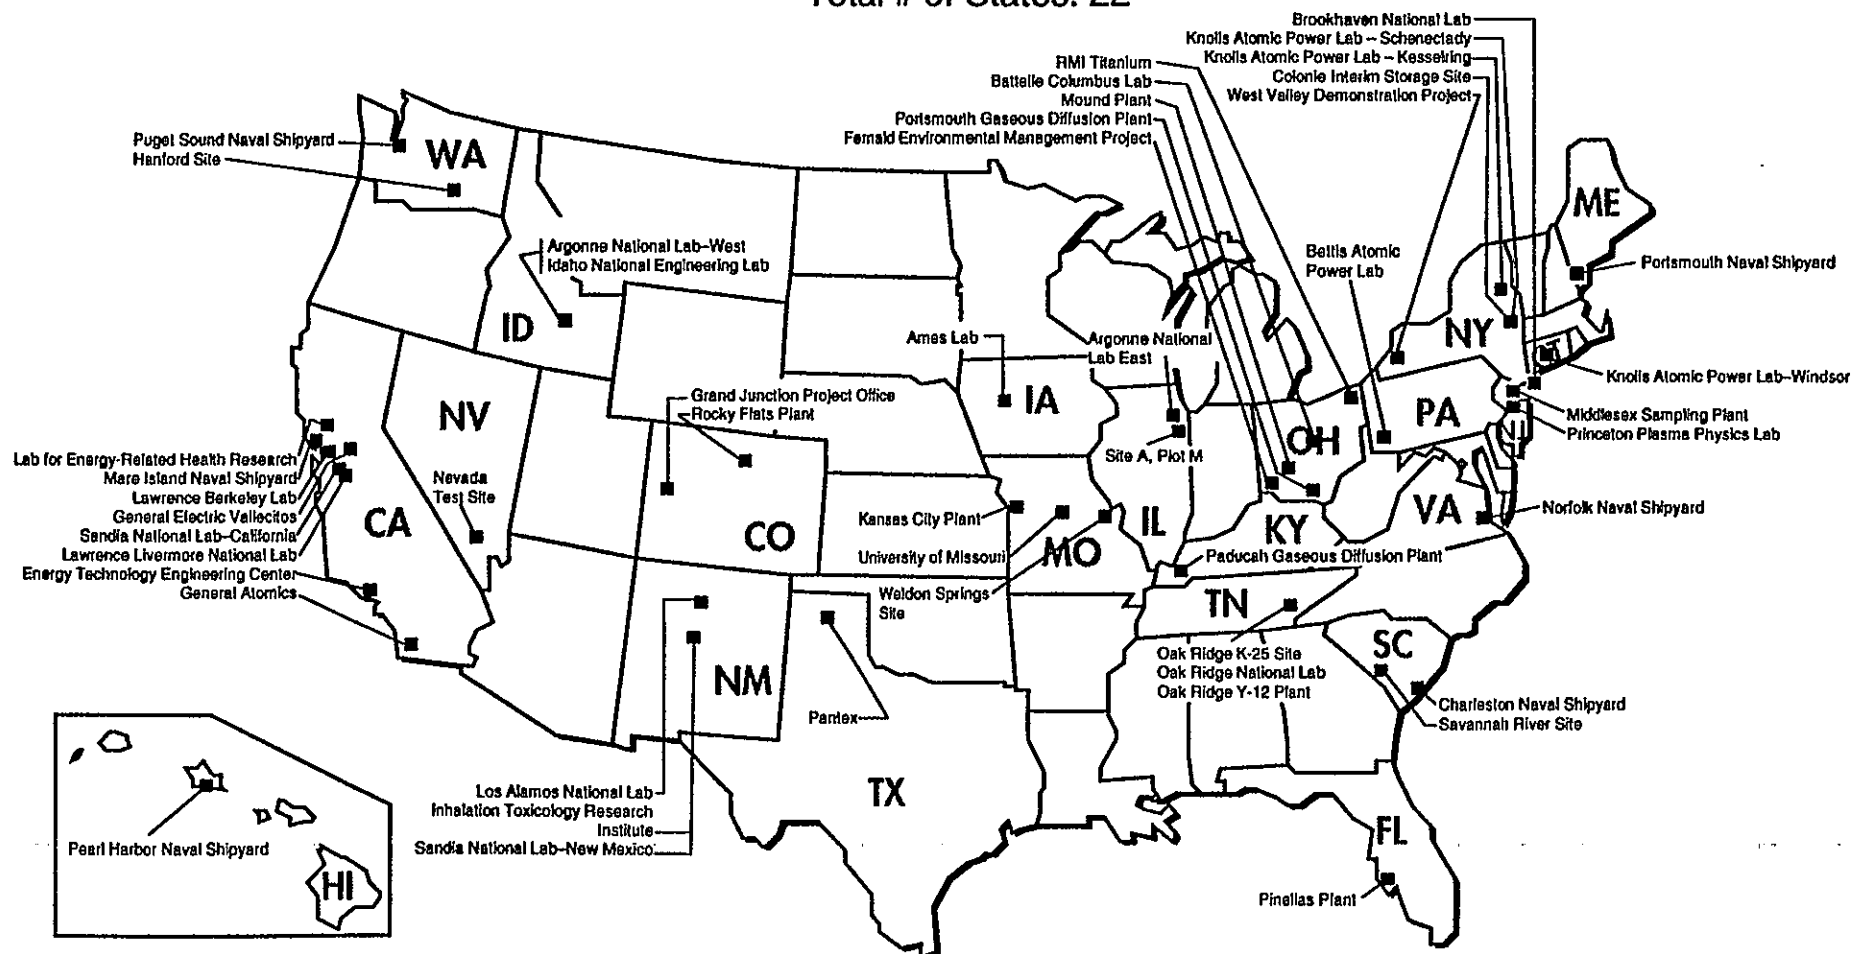 Total # of States: 22
Brookhaven National Lab
Knolls Atomic Power Lab – Schenectady
Knolls Atomic Power Lab – Kesselring
Colonie Interim Storage Site
West Valley Demonstration Project
RMI Titanium
Battelle Columbus Lab
Mound Plant
Portsmouth Gaseous Diffusion Plant
Fernald Environmental Management Project
Puget Sound Naval Shipyard
Hanford Site
WA
ME
Argonne National Lab–West
Idaho National Engineering Lab
ID
Bettis Atomic
Power Lab
Portsmouth Naval Shipyard
NY
Ames Lab
Argonne National
Lab East
Knolls Atomic Power Lab–Windsor
Grand Junction Project Office
Rocky Flats Plant
NV
IA
OH
PA
NJ
Middlesex Sampling Plant
Princeton Plasma Physics Lab
Site A, Plot M
Lab for Energy-Related Health Research
Mare Island Naval Shipyard
Lawrence Berkeley Lab
General Electric Vallecitos
Sandia National Lab–California
Lawrence Livermore National Lab
Energy Technology Engineering Center
General Atomics
Nevada
Test Site
CA
CO
Kansas City Plant
University of Missouri
MO
Weldon Springs
Site
IL
KY
VA
Norfolk Naval Shipyard
Paducah Gaseous Diffusion Plant
TN
Oak Ridge K-25 Site
Oak Ridge National Lab
Oak Ridge Y-12 Plant
SC
Charleston Naval Shipyard
Savannah River Site
NM
Pantex
TX
Los Alamos National Lab
Inhalation Toxicology Research
Institute
Sandia National Lab–New Mexico
Pearl Harbor Naval Shipyard
HI
FL
Pinellas Plant